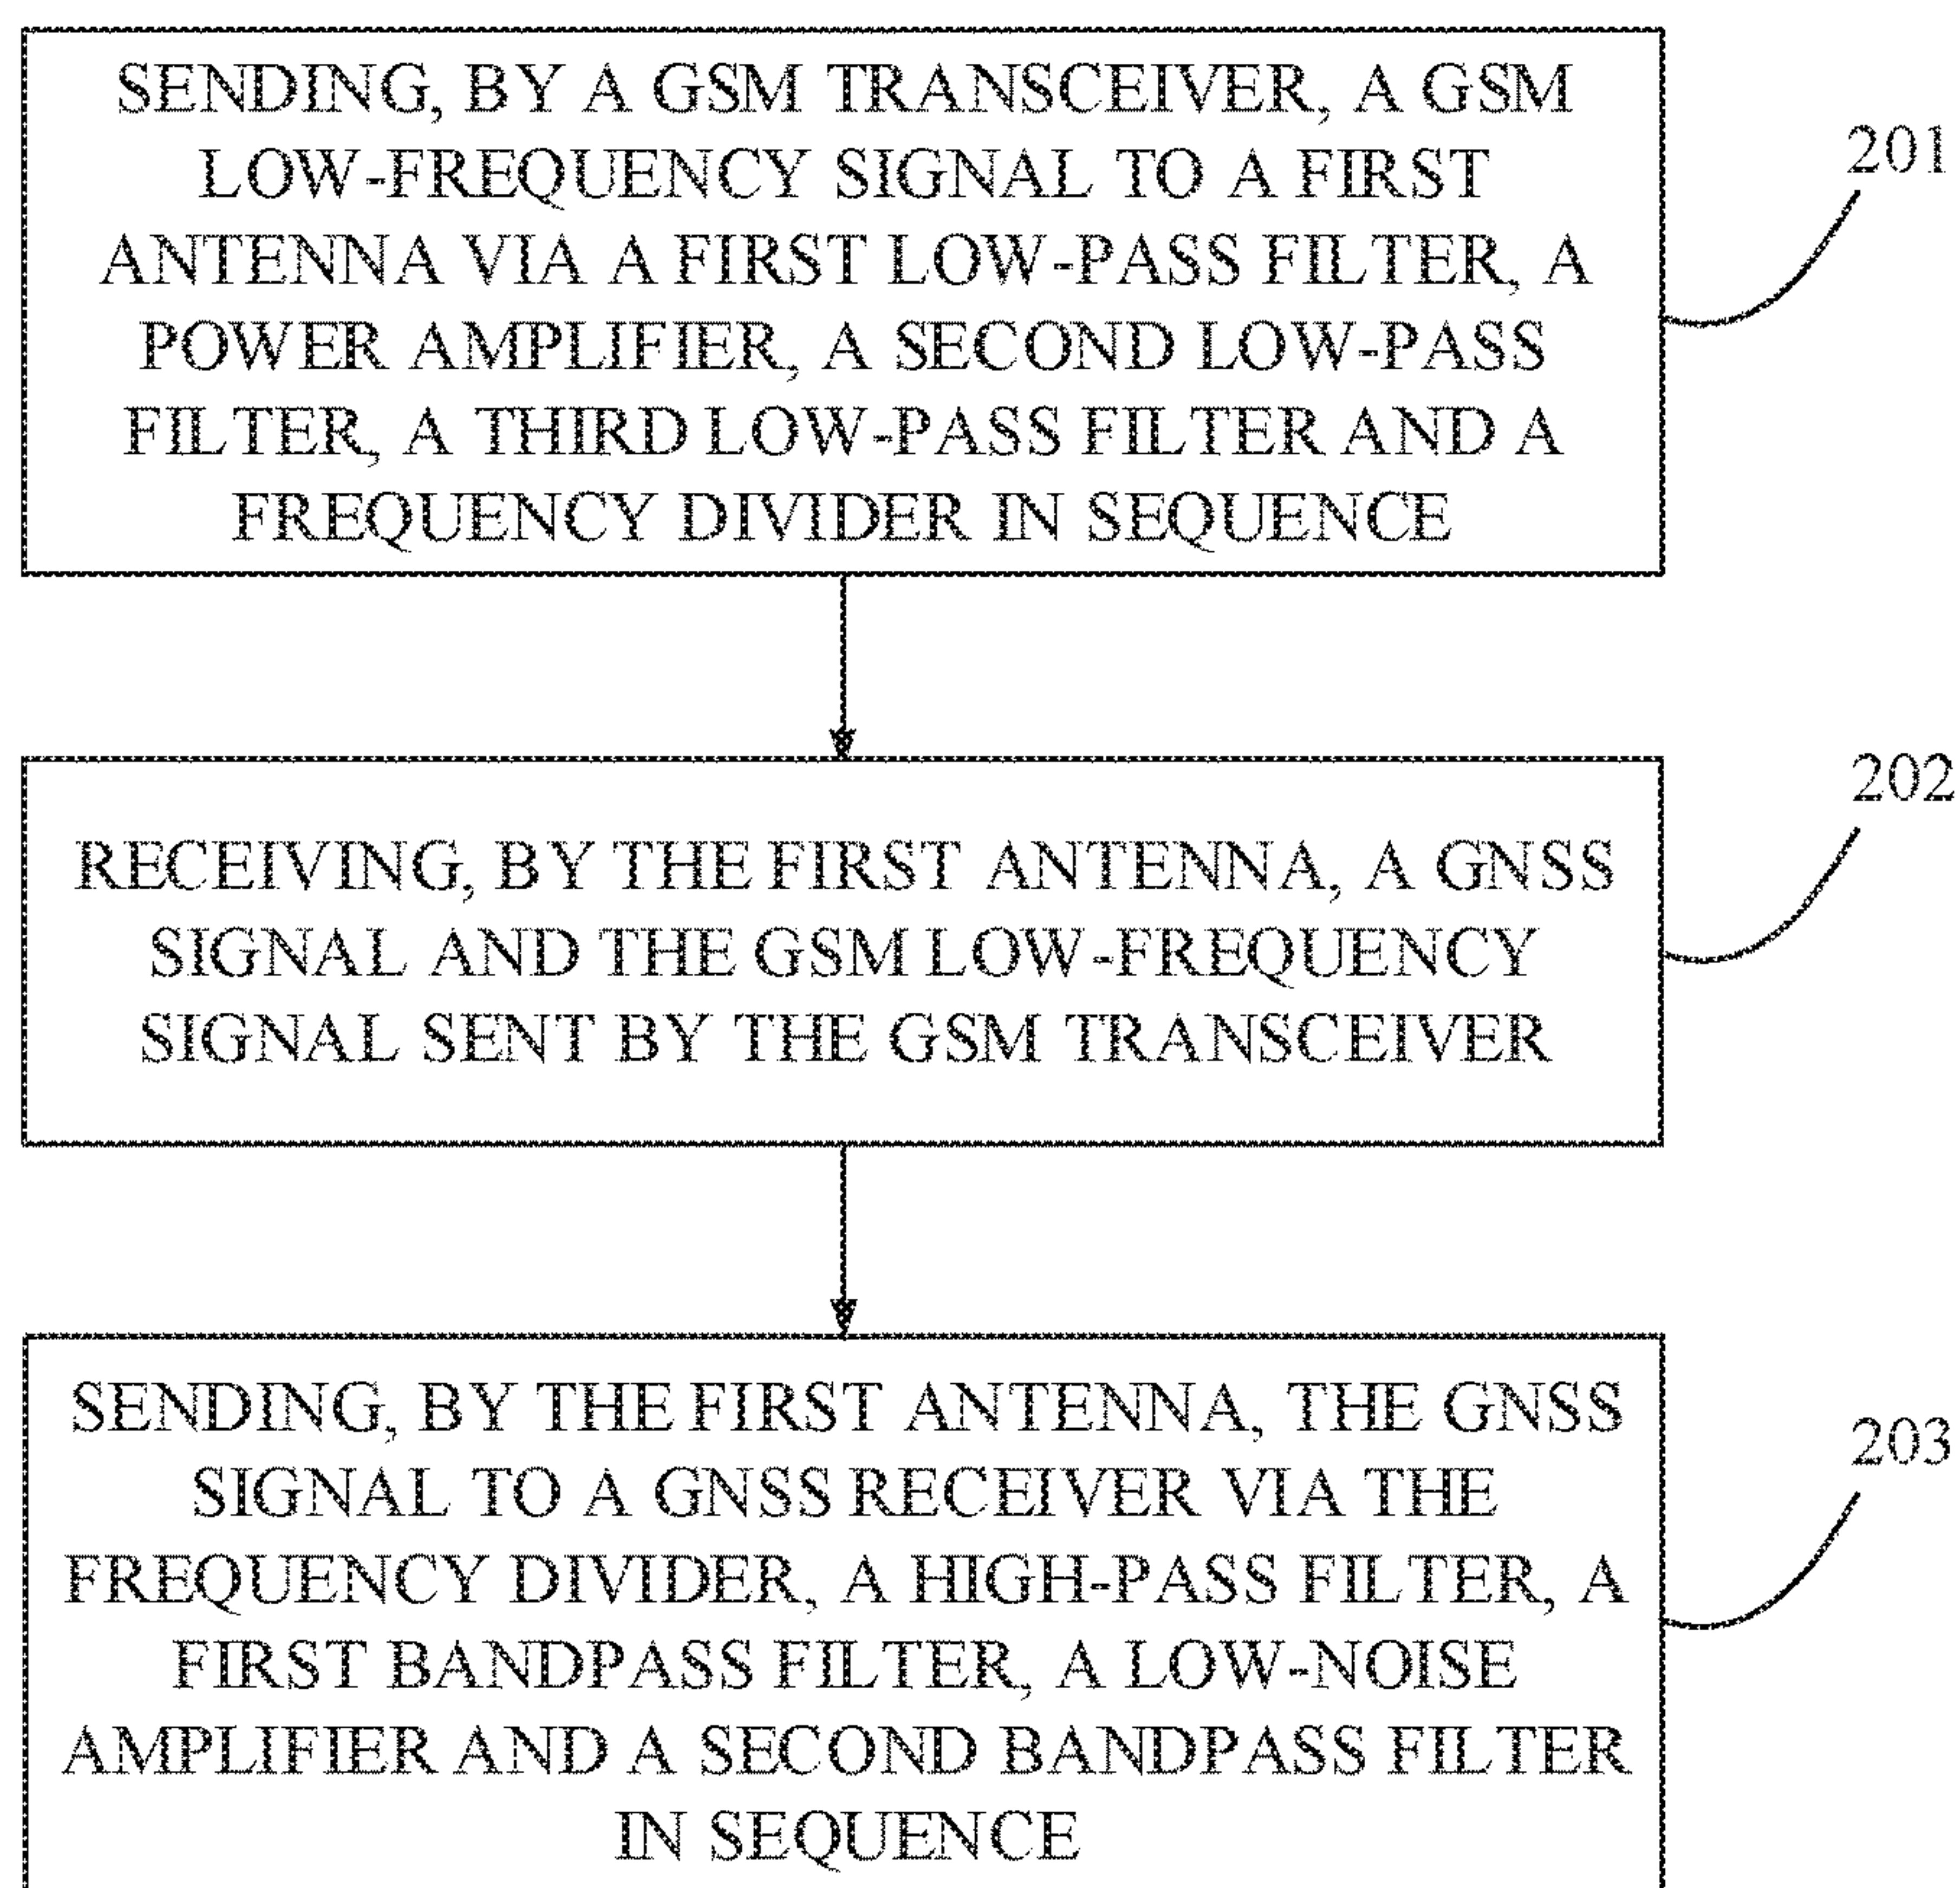 SENDING, BY A GSM TRANSCEIVER, A GSM
LOW-FREQUENCY SIGNAL TO A FIRST
ANTENNA VIA A FIRST LOW-PASS FILTER, A
POWER AMPLIFIER, A SECOND LOW-PASS
FILTER, A THIRD LOW-PASS FILTER AND A
FREQUENCY DIVIDER IN SEQUENCE
201
RECEIVING, BY THE FIRST ANTENNA, A GNSS
SIGNAL AND THE GSM LOW-FREQUENCY
SIGNAL SENT BY THE GSM TRANSCEIVER
202
SENDING, BY THE FIRST ANTENNA, THE GNSS
SIGNAL TO A GNSS RECEIVER VIA THE
FREQUENCY DIVIDER, A HIGH-PASS FILTER, A
FIRST BANDPASS FILTER, A LOW-NOISE
AMPLIFIER AND A SECOND BANDPASS FILTER
IN SEQUENCE
203